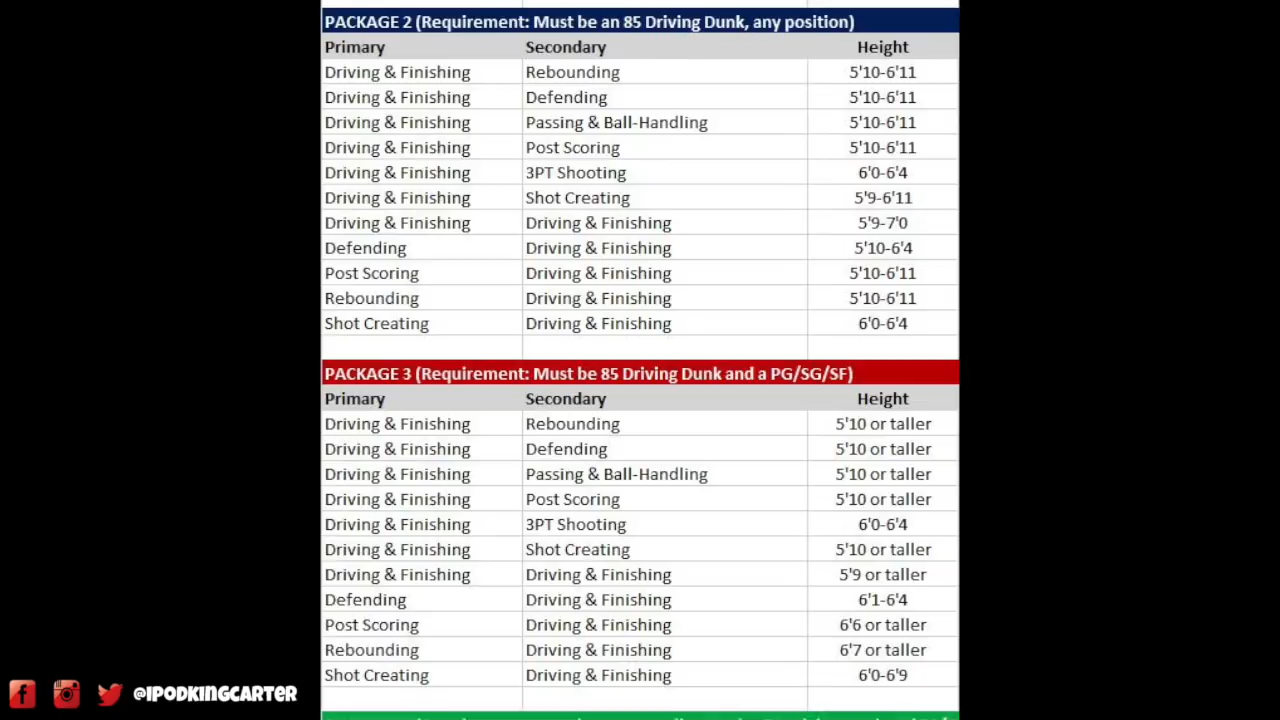 PACKAGE 2 (Requirement: Must be an 85 Driving Dunk, any position)
Primary Secondary Height
Driving & Finishing Rebounding 5'10-6'11
Driving & Finishing Defending 5'10-6'11
Driving & Finishing Passing & Ball-Handling 5'10-6'11
Driving & Finishing Post Scoring 5'10-6'11
Driving & Finishing 3PT Shooting 6'0-6'4
Driving & Finishing Shot Creating 5'9-6'11
Driving & Finishing Driving & Finishing 5'9-7'0
Defending Driving & Finishing 5'10-6'4
Post Scoring Driving & Finishing 5'10-6'11
Rebounding Driving & Finishing 5'10-6'11
Shot Creating Driving & Finishing 6'0-6'4
PACKAGE 3 (Requirement: Must be 85 Driving Dunk and a PG/SG/SF)
Primary Secondary Height
Driving & Finishing Rebounding 5'10 or taller
Driving & Finishing Defending 5'10 or taller
Driving & Finishing Passing & Ball-Handling 5'10 or taller
Driving & Finishing Post Scoring 5'10 or taller
Driving & Finishing 3PT Shooting 6'0-6'4
Driving & Finishing Shot Creating 5'10 or taller
Driving & Finishing Driving & Finishing 5'9 or taller
Defending Driving & Finishing 6'1-6'4
Post Scoring Driving & Finishing 6'6 or taller
Rebounding Driving & Finishing 6'7 or taller
Shot Creating Driving & Finishing 6'0-6'9
@IPODKINGCARTER